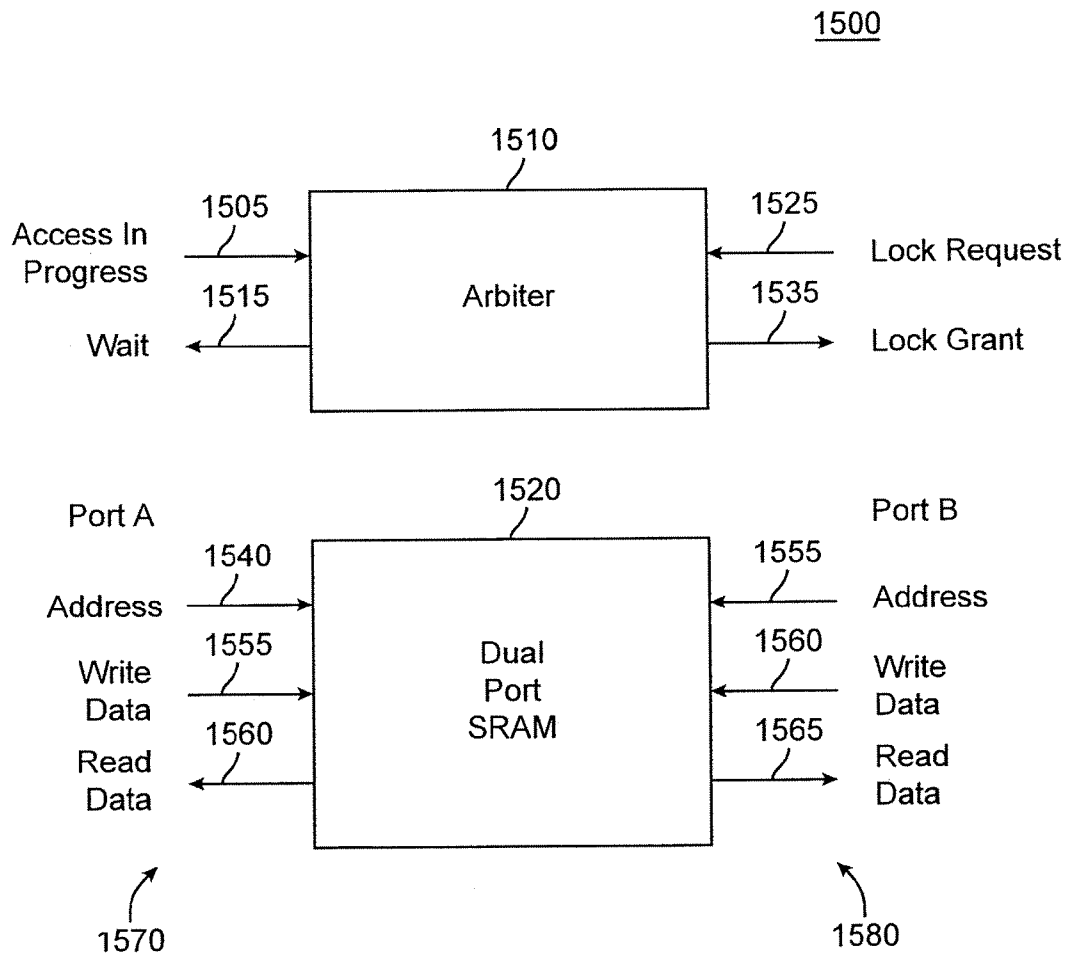 1500
1510
1505
1525
Access In
Progress
Lock Request
1515
Arbiter
1535
Wait
Lock Grant
1520
Port A
Port B
1540
1555
Address
Address
1555
Dual
1560
Write
Data
Port
Write
Data
1560
SRAM
1565
Read
Data
Read
Data
1570
1580